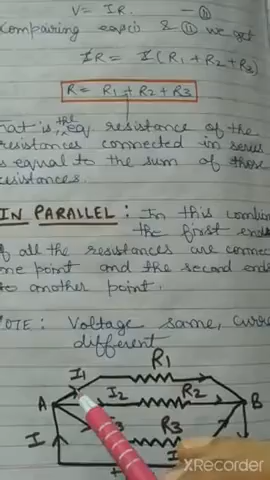 V = IR. — (ii)
Comparing eqn (i) & (ii) we get
IR = I(R1 + R2 + R3)
R = R1 + R2 + R3
That is, the eq. resistance of the
resistances connected in series
is equal to the sum of those
resistances.
IN PARALLEL: In this combin
the first ends
of all the resistances are connec
one point and the second ends
to another point.
NOTE: Voltage same, curre
different
I1 R1
A I2 R2 B
I 3 R3
I
+
XRecorder